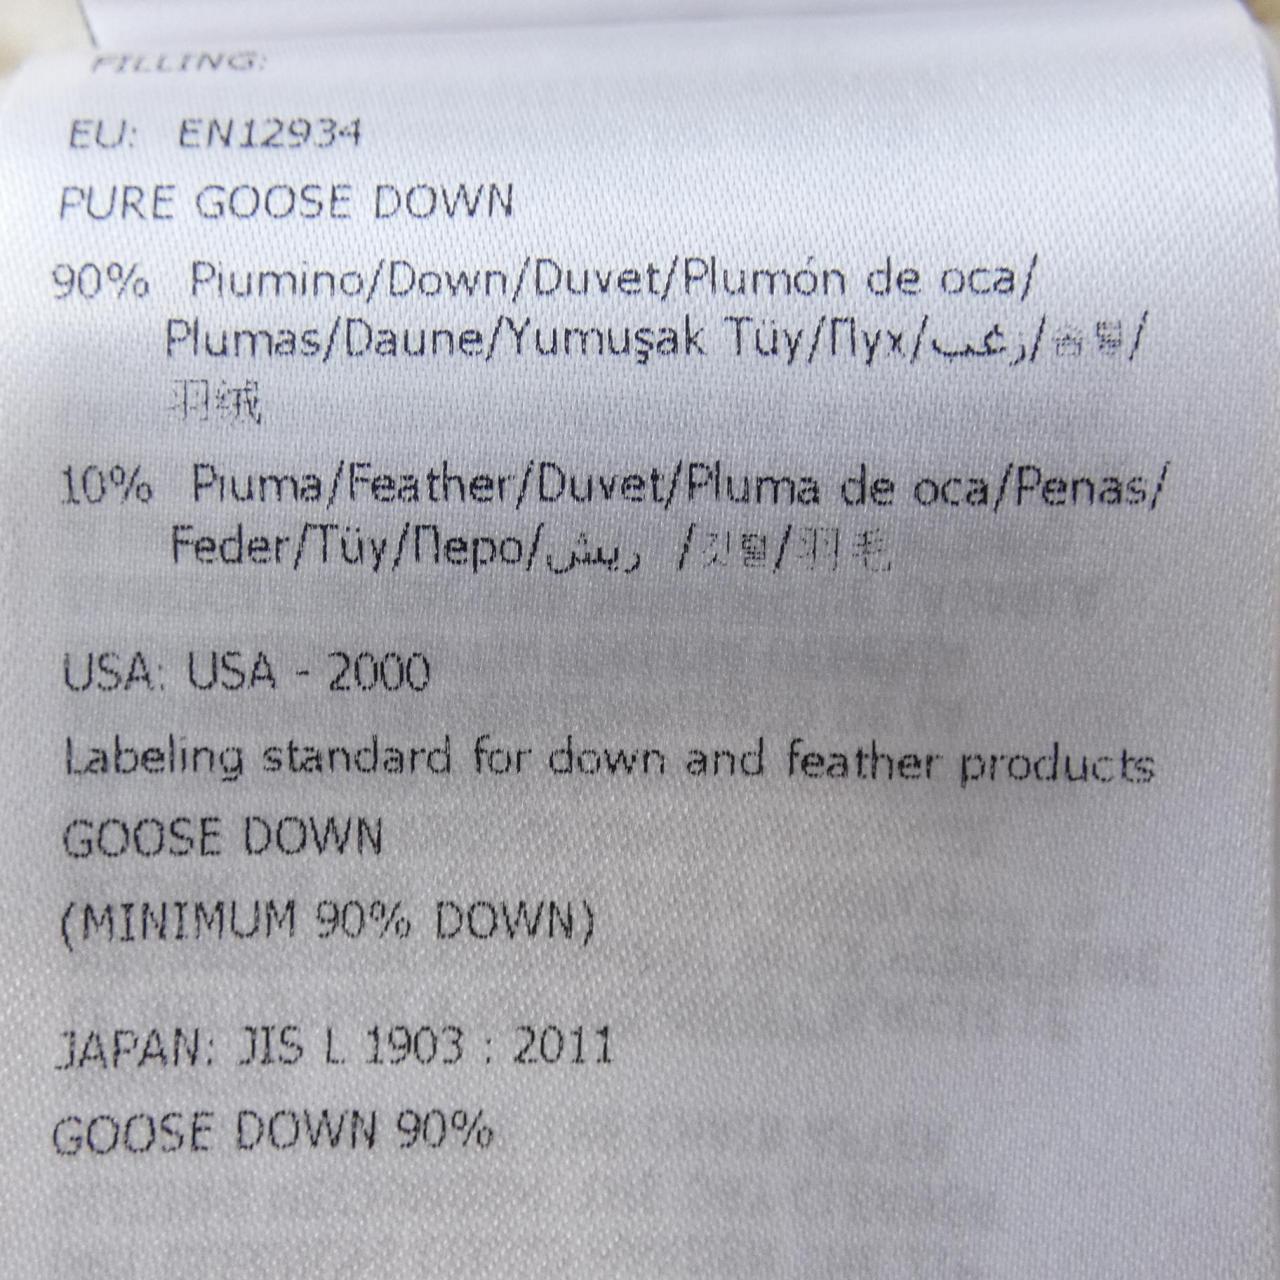 FILLING:
EU: EN12934
PURE GOOSE DOWN
90% Piumino/Down/Duvet/Plumón de oca/
Plumas/Daune/Yumuşak Tüy/Пух/زغب/솜털/
羽绒
10% Piuma/Feather/Duvet/Pluma de oca/Penas/
Feder/Tüy/Перо/ريش /깃털/羽毛
USA: USA - 2000
Labeling standard for down and feather products
GOOSE DOWN
(MINIMUM 90% DOWN)
JAPAN: JIS L 1903 : 2011
GOOSE DOWN 90%